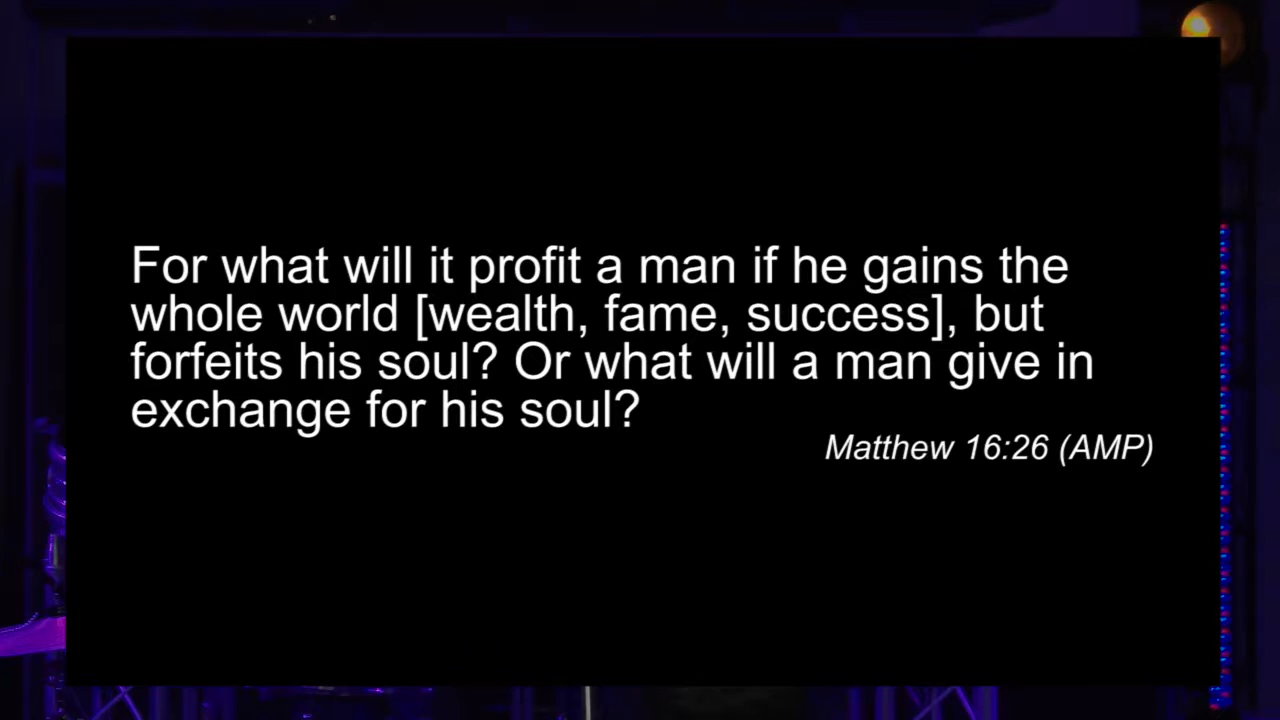 For what will it profit a man if he gains the
whole world [wealth, fame, success], but
forfeits his soul? Or what will a man give in
exchange for his soul?
Matthew 16:26 (AMP)